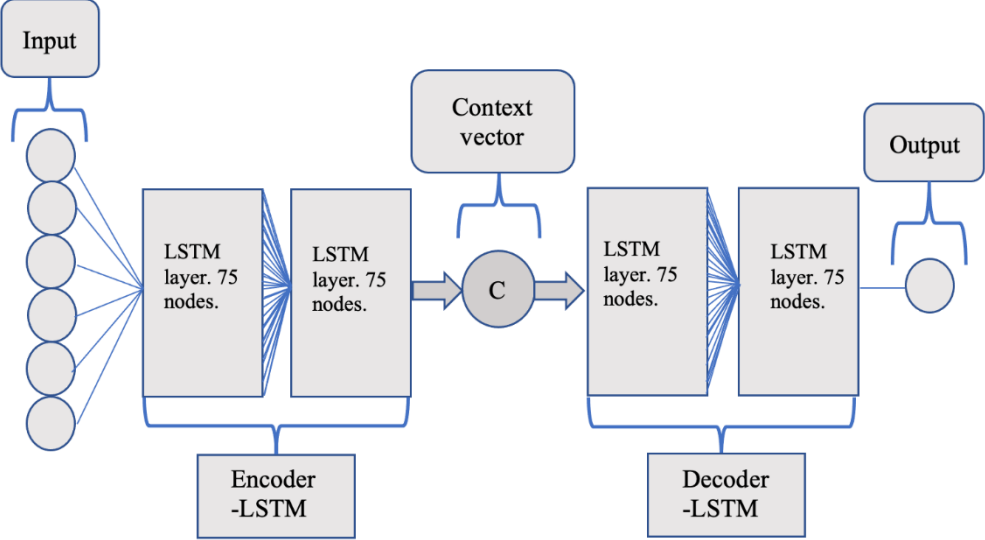 Input
Context
vector
Output
LSTM
layer. 75
nodes.
LSTM
layer. 75
nodes.
C
LSTM
layer. 75
nodes.
LSTM
layer. 75
nodes.
Encoder
-LSTM
Decoder
-LSTM